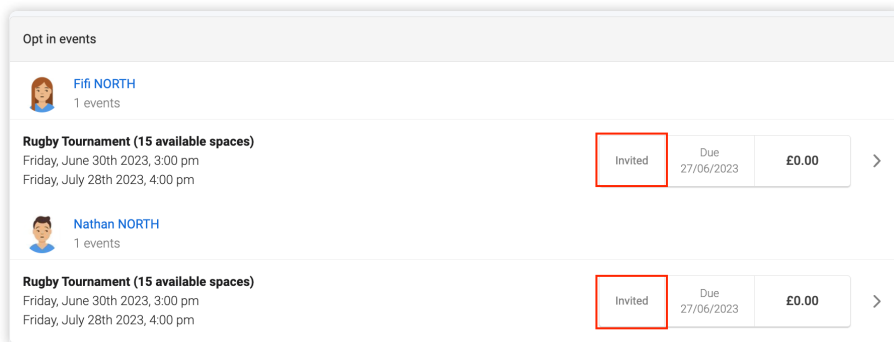 Opt in events
Fifi NORTH
1 events
Rugby Tournament (15 available spaces)
Friday, June 30th 2023, 3:00 pm
Friday, July 28th 2023, 4:00 pm
Invited
Due
27/06/2023
£0.00
Nathan NORTH
1 events
Rugby Tournament (15 available spaces)
Friday, June 30th 2023, 3:00 pm
Friday, July 28th 2023, 4:00 pm
Invited
Due
27/06/2023
£0.00